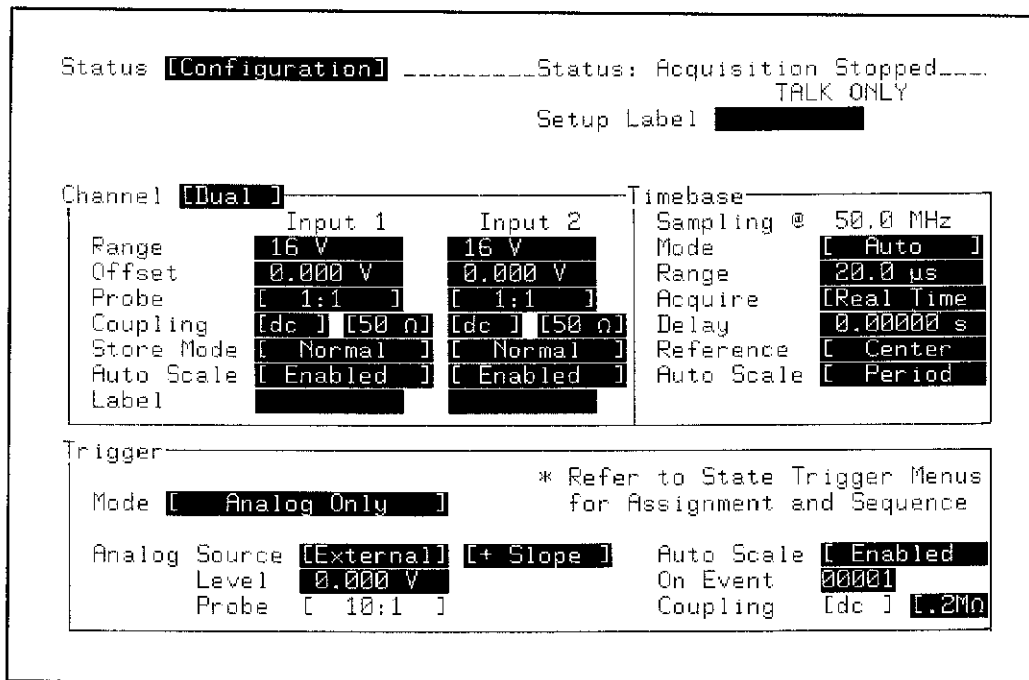 Status [Configuration] __________Status: Acquisition Stopped____
TALK ONLY
Setup Label
Channel [Dual ]
Input 1 Input 2
Range 16 V 16 V
Offset 0.000 V 0.000 V
Probe [ 1:1 ] [ 1:1 ]
Coupling [dc ] [50 Ω] [dc ] [50 Ω]
Store Mode [ Normal ] [ Normal ]
Auto Scale [ Enabled ] [ Enabled ]
Label
Timebase
Sampling @ 50.0 MHz
Mode [ Auto ]
Range 20.0 µs
Acquire [Real Time
Delay 0.00000 s
Reference [ Center
Auto Scale [ Period
Trigger
* Refer to State Trigger Menus
for Assignment and Sequence
Mode [ Analog Only ]
Analog Source [External] [+ Slope ]
Level 0.000 V
Probe [ 10:1 ]
Auto Scale [ Enabled
On Event 00001
Coupling [dc ] [.2MΩ